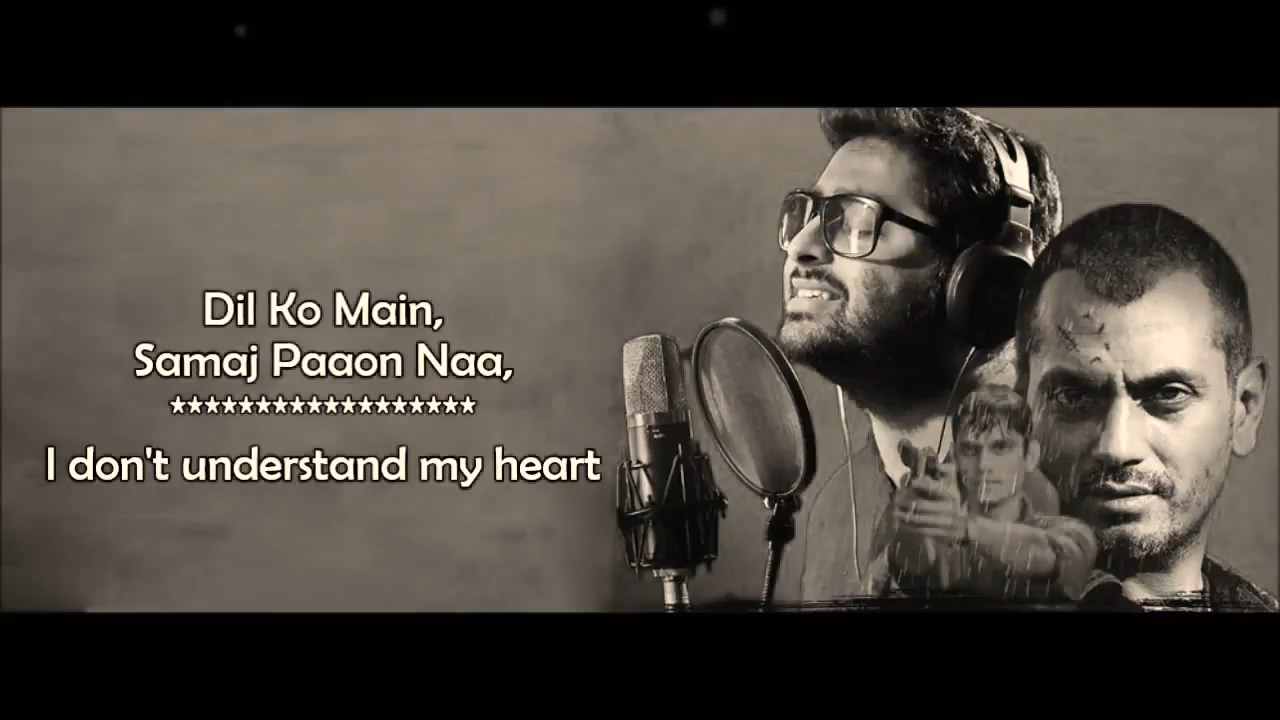 Dil Ko Main,
Samaj Paaon Naa,
******************
I don't understand my heart